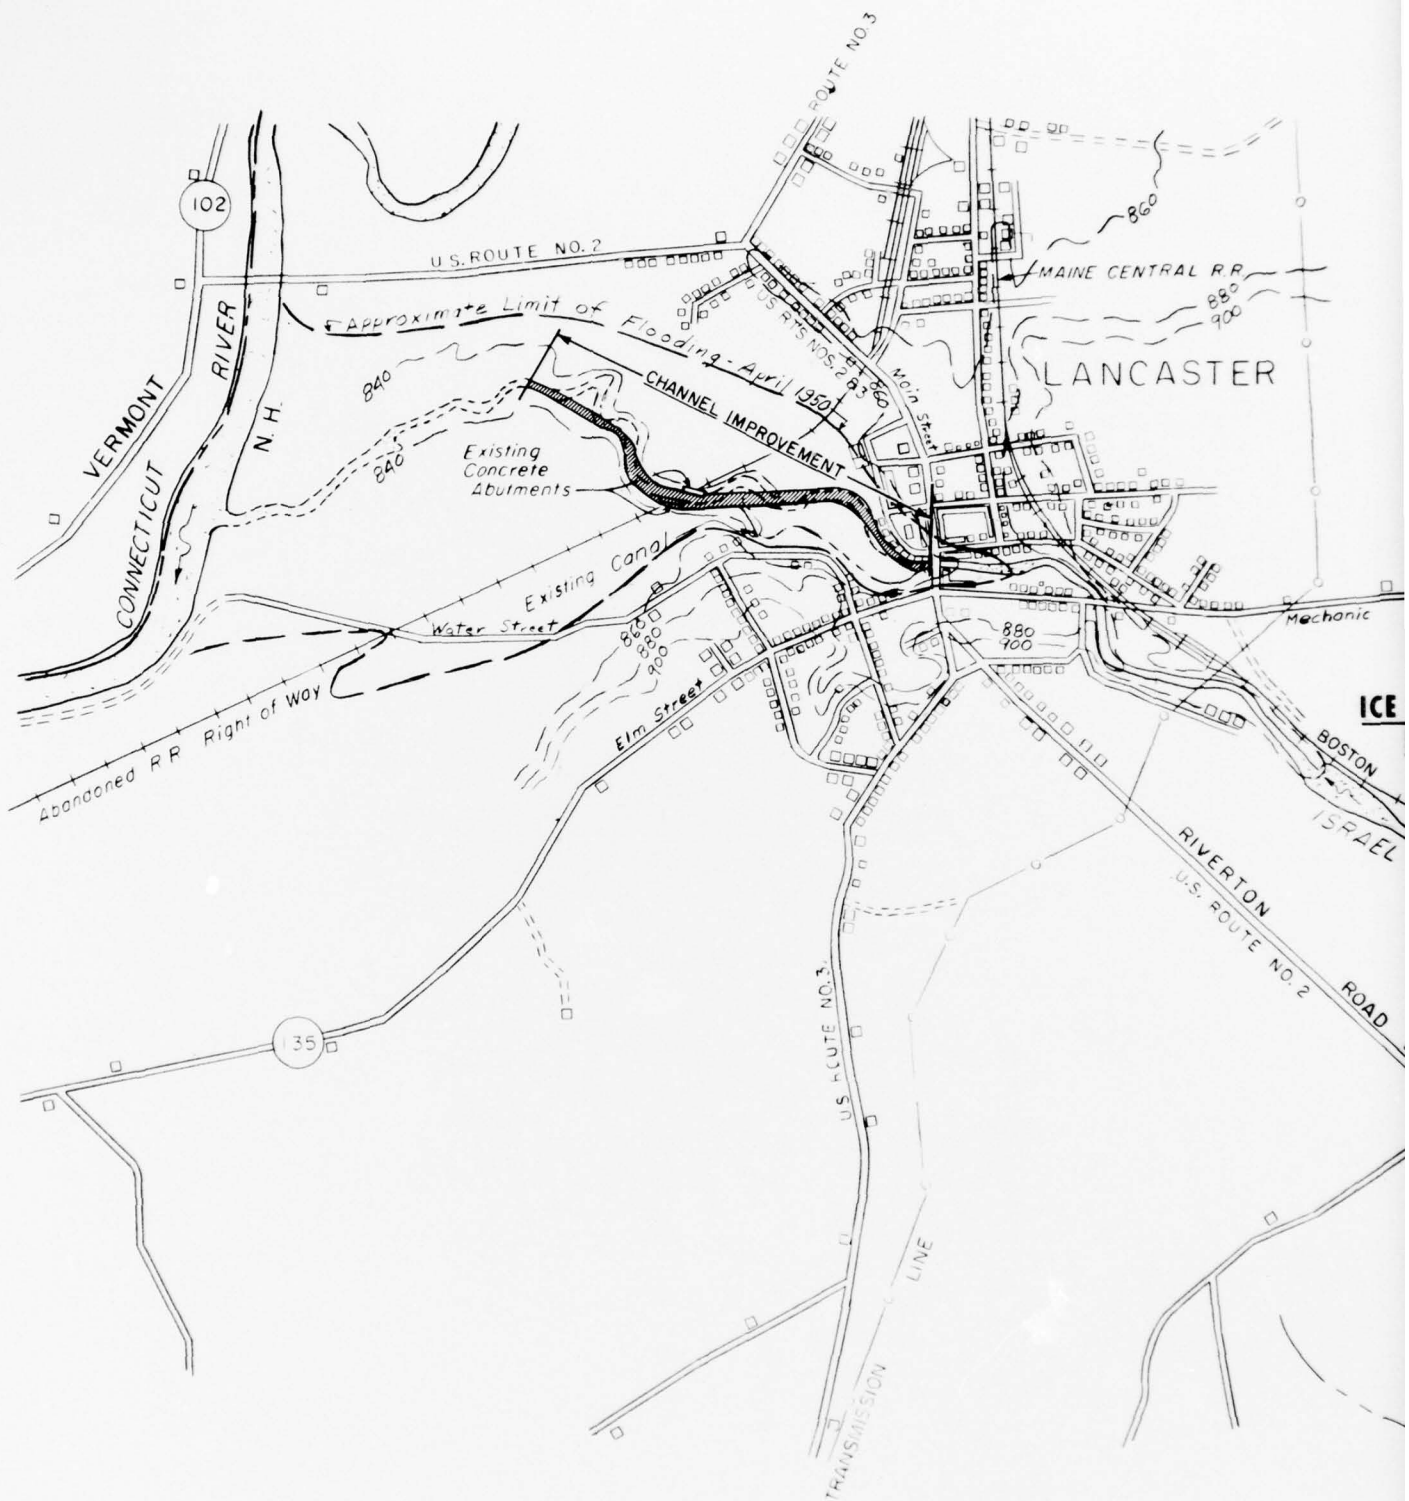 ROUTE NO. 3
102
U.S. ROUTE NO. 2
860
MAINE CENTRAL R.R.
880
900
Approximate Limit of Flooding - April 1950
US RTS NOS. 2 & 3
860
Main Street
LANCASTER
RIVER
VERMONT
N. H.
840
CHANNEL IMPROVEMENT
840
Existing
Concrete
Abutments
CONNECTICUT
Existing Canal
Water Street
860
880
900
880
900
Mechanic
Elm Street
Abandoned R R Right of Way
ICE
BOSTON
ISRAEL
RIVERTON ROAD
U.S. ROUTE NO. 2
US ROUTE NO. 3
135
TRANSMISSION LINE